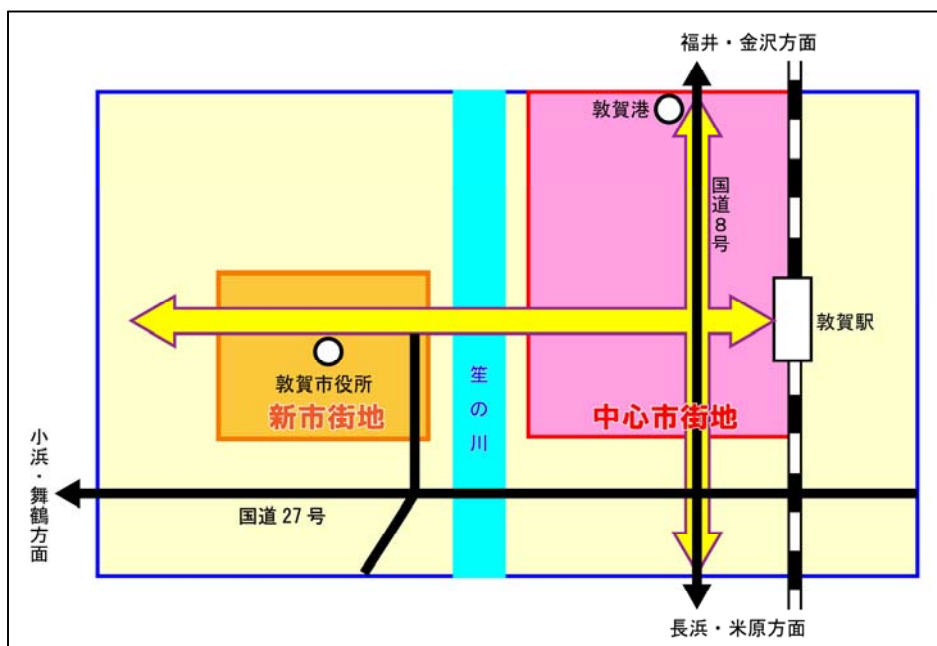 福井・金沢方面
敦賀港
国道8号
敦賀駅
敦賀市役所
新市街地
笙の川
中心市街地
小浜・舞鶴方面
国道27号
長浜・米原方面